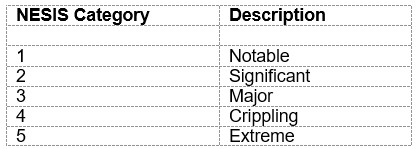 NESIS Category Description
1 Notable
2 Significant
3 Major
4 Crippling
5 Extreme